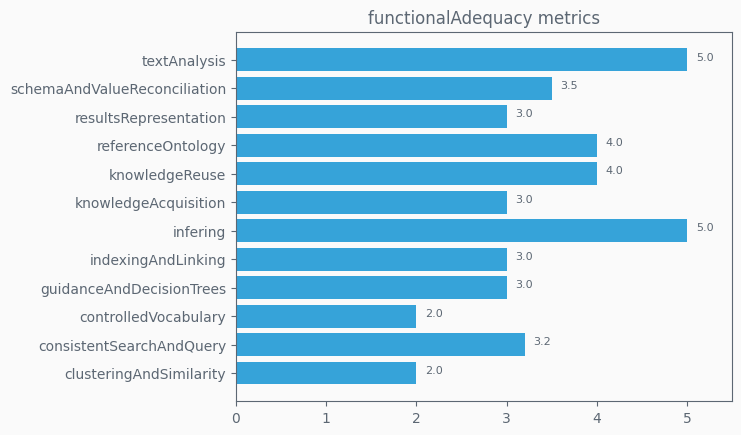 functionalAdequacy metrics
textAnalysis 5.0
schemaAndValueReconciliation 3.5
resultsRepresentation 3.0
referenceOntology 4.0
knowledgeReuse 4.0
knowledgeAcquisition 3.0
infering 5.0
indexingAndLinking 3.0
guidanceAndDecisionTrees 3.0
controlledVocabulary 2.0
consistentSearchAndQuery 3.2
clusteringAndSimilarity 2.0
0 1 2 3 4 5